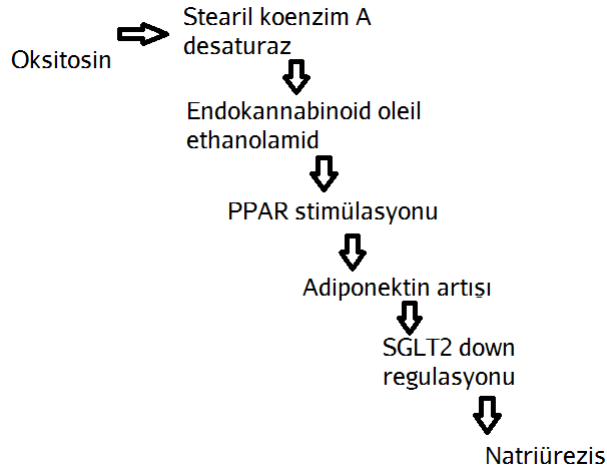 Stearil koenzim A
desaturaz
Oksitosin
Endokannabinoid oleil
ethanolamid
PPAR stimülasyonu
Adiponektin artışı
SGLT2 down
regulasyonu
Natriürezis